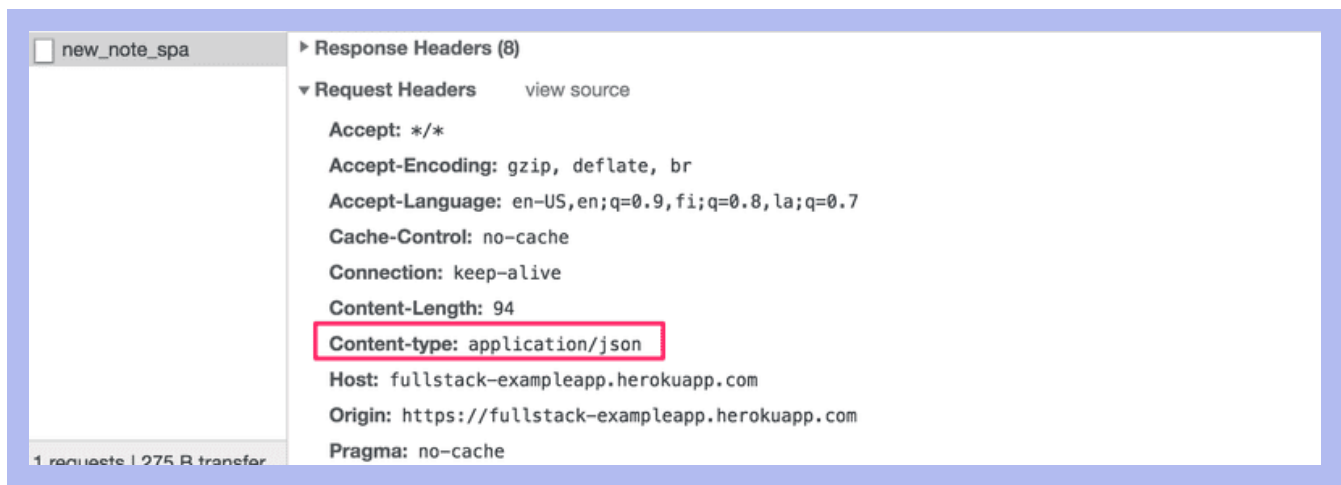 new_note_spa
Response Headers (8)
Request Headers view source
Accept: */*
Accept-Encoding: gzip, deflate, br
Accept-Language: en-US,en;q=0.9,fi;q=0.8,la;q=0.7
Cache-Control: no-cache
Connection: keep-alive
Content-Length: 94
Content-type: application/json
Host: fullstack-exampleapp.herokuapp.com
Origin: https://fullstack-exampleapp.herokuapp.com
Pragma: no-cache
1 requests | 275 B transfer